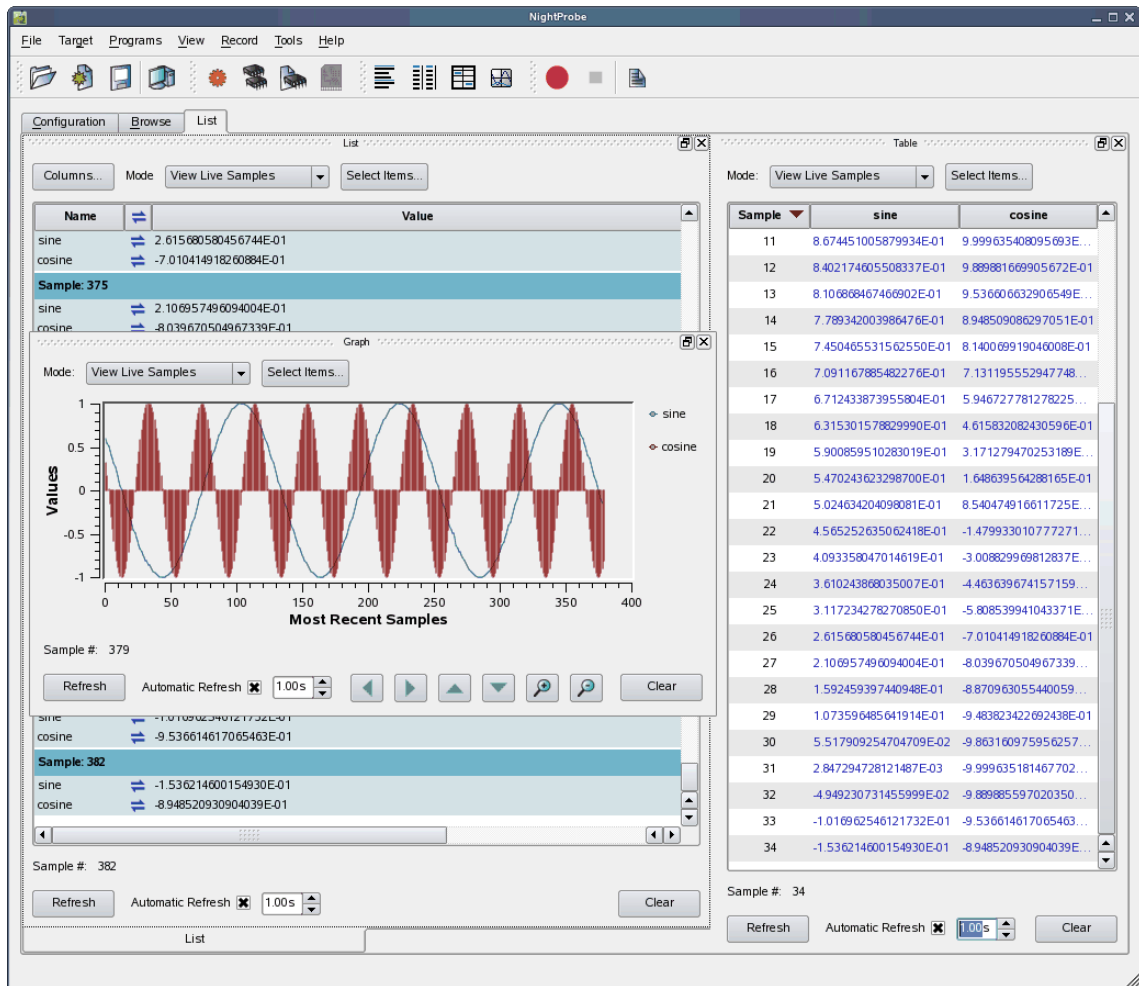 NightProbe
File Target Programs View Record Tools Help
Configuration Browse List
List
Columns... Mode View Live Samples Select Items...
Name Value
sine 2.615680580456744E-01
cosine -7.010414918260884E-01
Sample: 375
sine 2.106957496094004E-01
cosine -8.039670504967339E-01
Graph
Mode: View Live Samples Select Items...
Values
1
0.5
0
-0.5
-1
0 50 100 150 200 250 300 350 400
Most Recent Samples
sine
cosine
Sample #: 379
Refresh Automatic Refresh 1.00s Clear
sine -1.016962546121732E-01
cosine -9.536614617065463E-01
Sample: 382
sine -1.536214600154930E-01
cosine -8.948520930904039E-01
Sample #: 382
Refresh Automatic Refresh 1.00s Clear
List
Table
Mode: View Live Samples Select Items...
Sample sine cosine
11 8.674451005879934E-01 9.999635408095693E...
12 8.402174605508337E-01 9.889881669905672E-01
13 8.106868467466902E-01 9.536606632906549E...
14 7.789342003986476E-01 8.948509086297051E-01
15 7.450465531562550E-01 8.140069919046008E-01
16 7.091167885482276E-01 7.131195552947748...
17 6.712433873955804E-01 5.946727781278225...
18 6.315301578829990E-01 4.615832082430596E-01
19 5.900859510283019E-01 3.171279470253189E...
20 5.470243623298700E-01 1.648639564288165E-01
21 5.024634204098081E-01 8.540474916611725E...
22 4.565252635062418E-01 -1.479933010777271...
23 4.093358047014619E-01 -3.008829969812837E...
24 3.610243868035007E-01 -4.463639674157159...
25 3.117234278270850E-01 -5.808539941043371E...
26 2.615680580456744E-01 -7.010414918260884E-01
27 2.106957496094004E-01 -8.039670504967339...
28 1.592459397440948E-01 -8.870963055440059...
29 1.073596485641914E-01 -9.483823422692438E-01
30 5.517909254704709E-02 -9.863160975956257...
31 2.847294728121487E-03 -9.999635181467702...
32 -4.949230731455999E-02 -9.889885597020350...
33 -1.016962546121732E-01 -9.536614617065463...
34 -1.536214600154930E-01 -8.948520930904039E...
Sample #: 34
Refresh Automatic Refresh 1.00s Clear